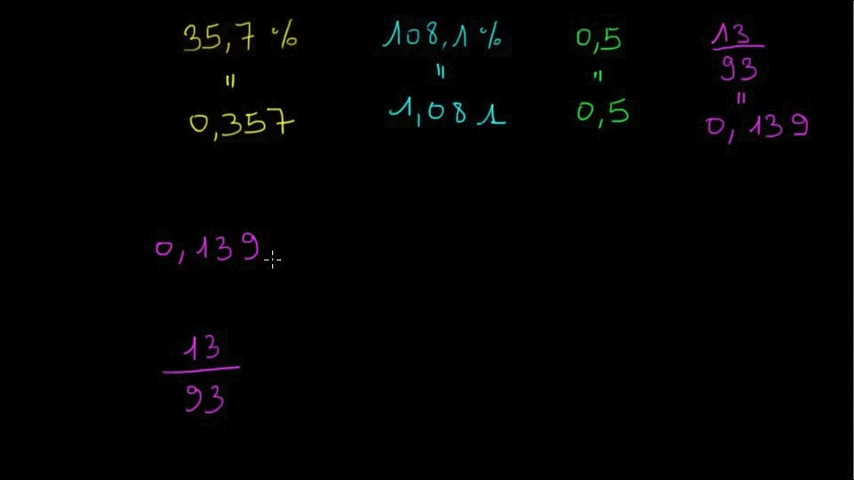 35,7 % 108,1 % 0,5 13/93
= = = =
0,357 1,081 0,5 0,139
0,139
13
93